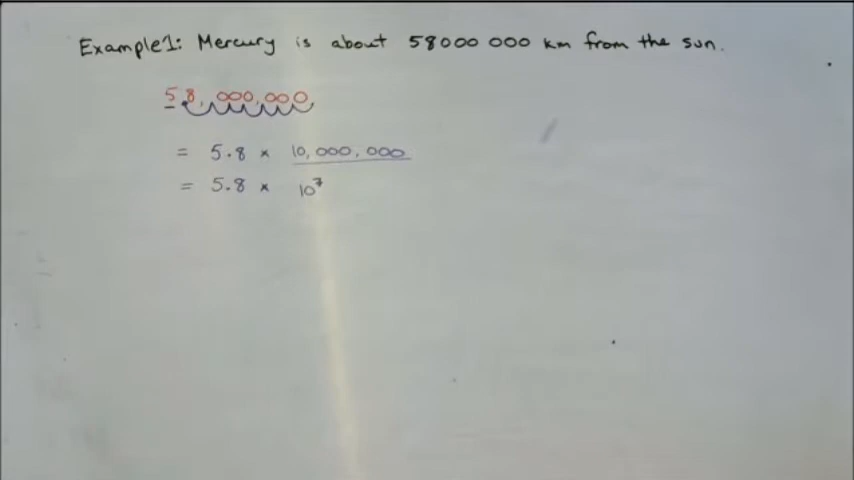 Example1: Mercury is about 58000 000 km from the sun.
58,000,000
= 5.8 × 10,000,000
= 5.8 × 10⁷